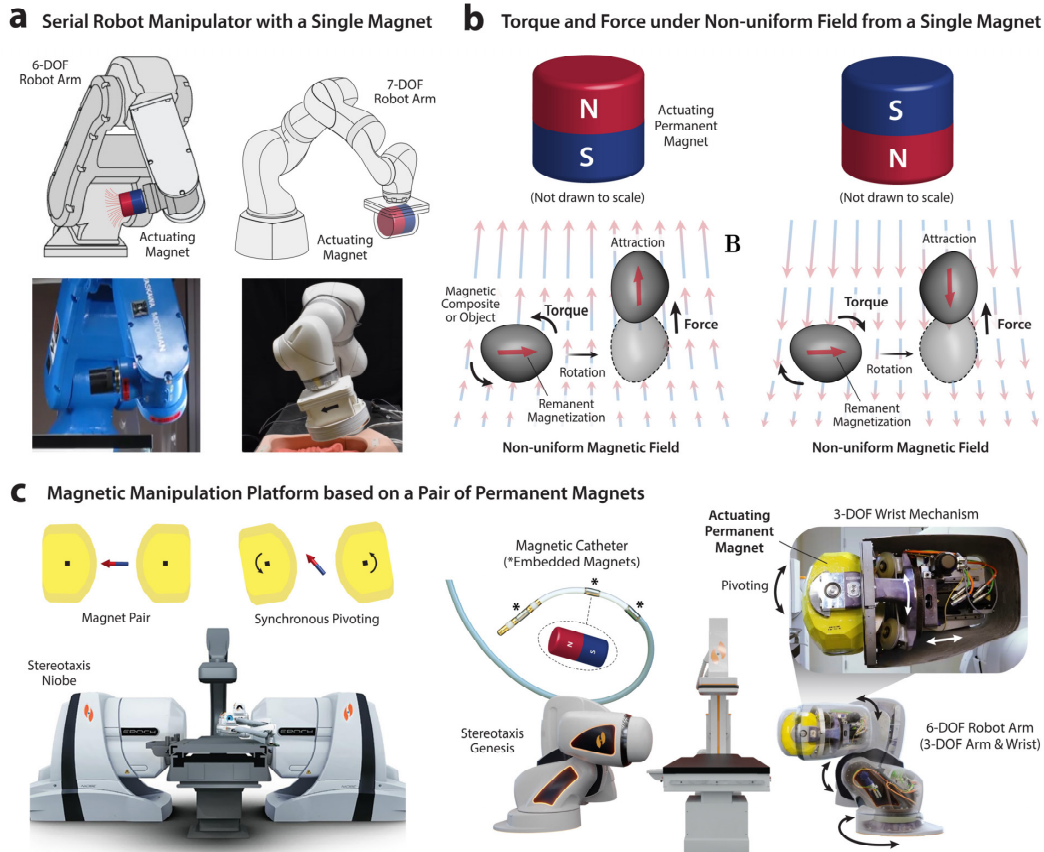 a Serial Robot Manipulator with a Single Magnet
6-DOF
Robot Arm
7-DOF
Robot Arm
Actuating
Magnet
Actuating
Magnet
YASKAWA MOTOMAN
b Torque and Force under Non-uniform Field from a Single Magnet
N
S
Actuating
Permanent
Magnet
(Not drawn to scale)
S
N
(Not drawn to scale)
B
Attraction
Magnetic
Composite
or Object
Torque
Force
Rotation
Remanent
Magnetization
Non-uniform Magnetic Field
Attraction
Torque
Force
Rotation
Remanent
Magnetization
Non-uniform Magnetic Field
c Magnetic Manipulation Platform based on a Pair of Permanent Magnets
Magnet Pair
Synchronous Pivoting
Stereotaxis
Niobe
EPOCH
EPOCH
Magnetic Catheter
(*Embedded Magnets)
*
*
*
N
S
Stereotaxis
Genesis
Actuating
Permanent
Magnet
3-DOF Wrist Mechanism
Pivoting
6-DOF Robot Arm
(3-DOF Arm & Wrist)